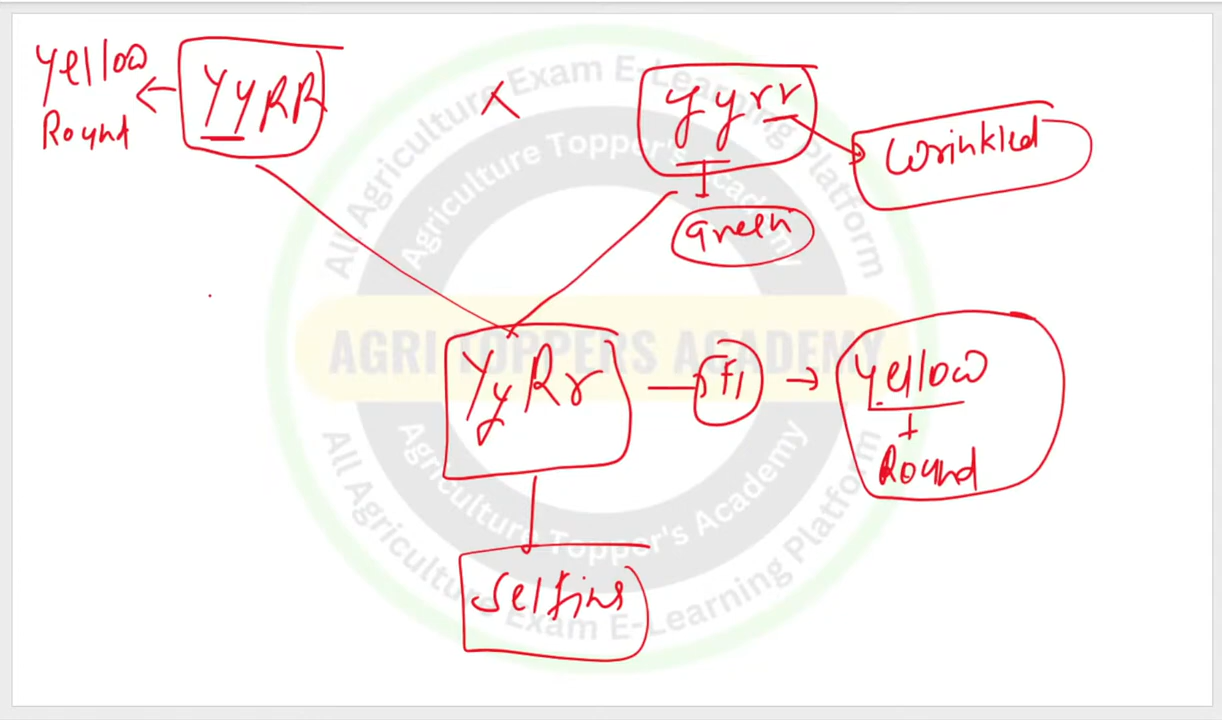 Yellow
Round
YyRR
×
yyrr
Wrinkled
Green
YyRr
F1
Yellow
+
Round
Selfing
AGRI TOPPERS ACADEMY
Agriculture Topper's Academy
Agriculture Topper's Academy
All Agriculture Exam E-Learning Platform
All Agriculture Exam E-Learning Platform